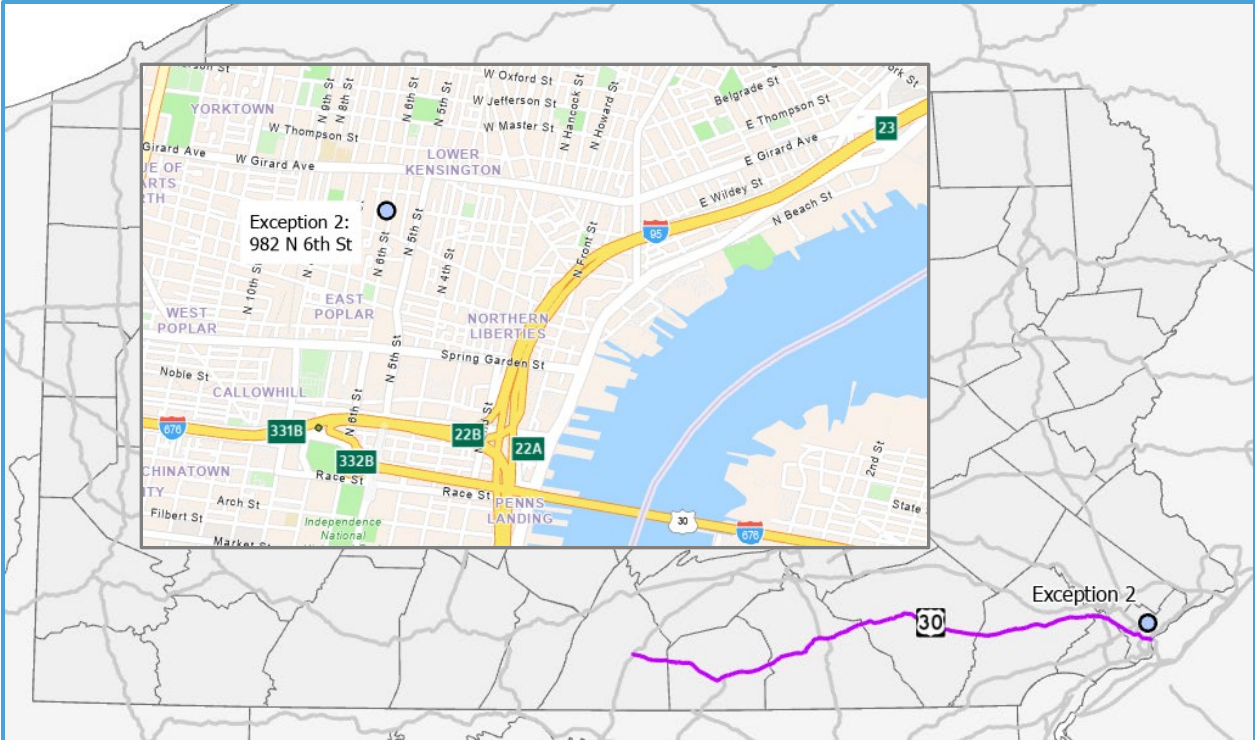 W Oxford St
W Jefferson St
W Master St
N Hancock St
N Howard St
Belgrade St
E Thompson St
E Girard Ave
23
YORKTOWN
N 9th St
N 8th St
N 6th St
N 5th St
W Thompson St
Girard Ave
W Girard Ave
LOWER
KENSINGTON
E Wildey St
N Beach St
95
Exception 2:
982 N 6th St
N 10th St
N 6th St
N 5th St
N 4th St
N Front St
EAST
POPLAR
WEST
POPLAR
NORTHERN
LIBERTIES
Spring Garden St
Noble St
N 5th St
CALLOWHILL
N 6th St
676
331B
332B
22B
22A
CHINATOWN
Race St
Race St
Arch St
Filbert St
Independence
National
PENNS
LANDING
30
676
2nd St
State
Exception 2
30